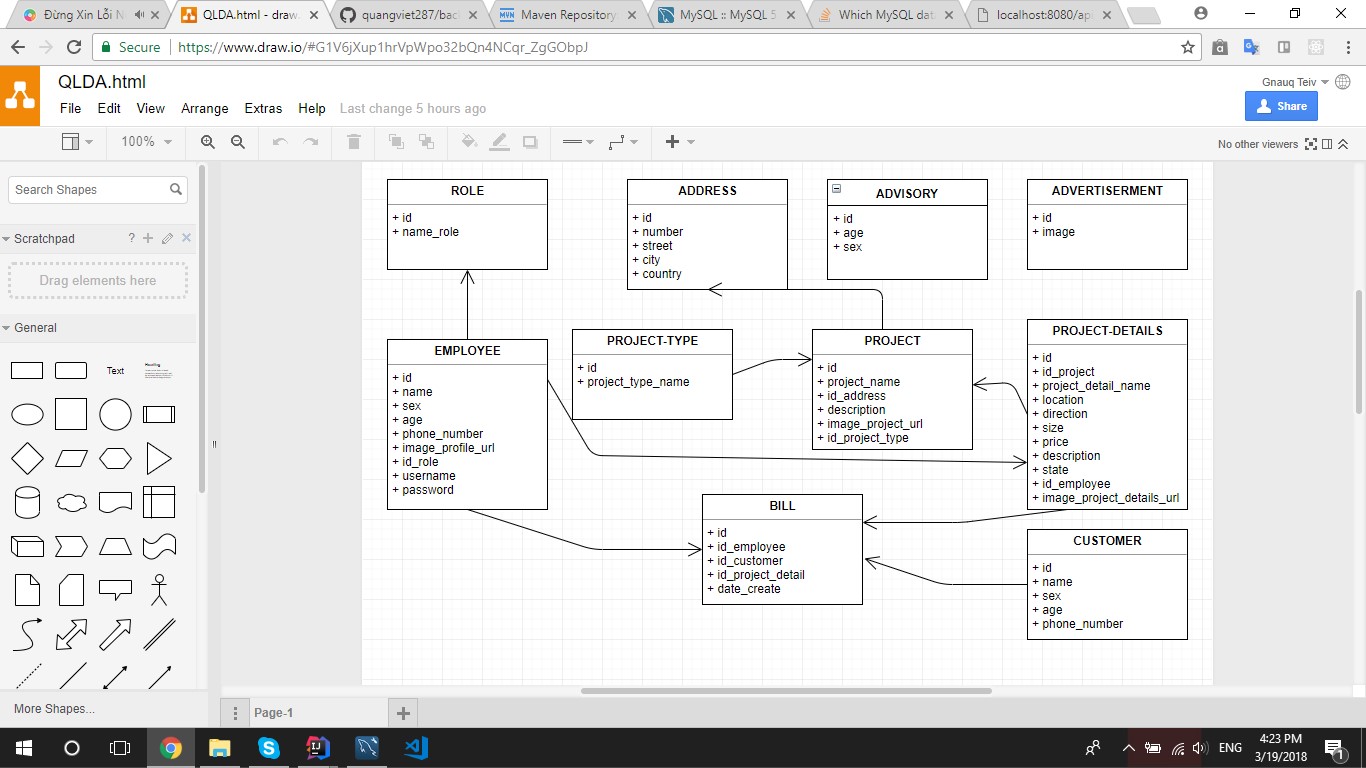 Đừng Xin Lỗi N
QLDA.html - draw.
quangviet287/bac
Maven Repository
MySQL :: MySQL 5
Which MySQL dat
localhost:8080/ap
Secure
https://www.draw.io/#G1V6jXup1hrVpWpo32bQn4NCqr_ZgGObpJ
QLDA.html
Gnauq Teiv
File Edit View Arrange Extras Help Last change 5 hours ago
Share
100%
No other viewers
Search Shapes
Scratchpad
?
Drag elements here
General
Text
Heading
More Shapes...
ROLE
+ id
+ name_role
ADDRESS
+ id
+ number
+ street
+ city
+ country
ADVISORY
+ id
+ age
+ sex
ADVERTISERMENT
+ id
+ image
EMPLOYEE
+ id
+ name
+ sex
+ age
+ phone_number
+ image_profile_url
+ id_role
+ username
+ password
PROJECT-TYPE
+ id
+ project_type_name
PROJECT
+ id
+ project_name
+ id_address
+ description
+ image_project_url
+ id_project_type
PROJECT-DETAILS
+ id
+ id_project
+ project_detail_name
+ location
+ direction
+ size
+ price
+ description
+ state
+ id_employee
+ image_project_details_url
BILL
+ id
+ id_employee
+ id_customer
+ id_project_detail
+ date_create
CUSTOMER
+ id
+ name
+ sex
+ age
+ phone_number
Page-1
ENG
4:23 PM
3/19/2018
1